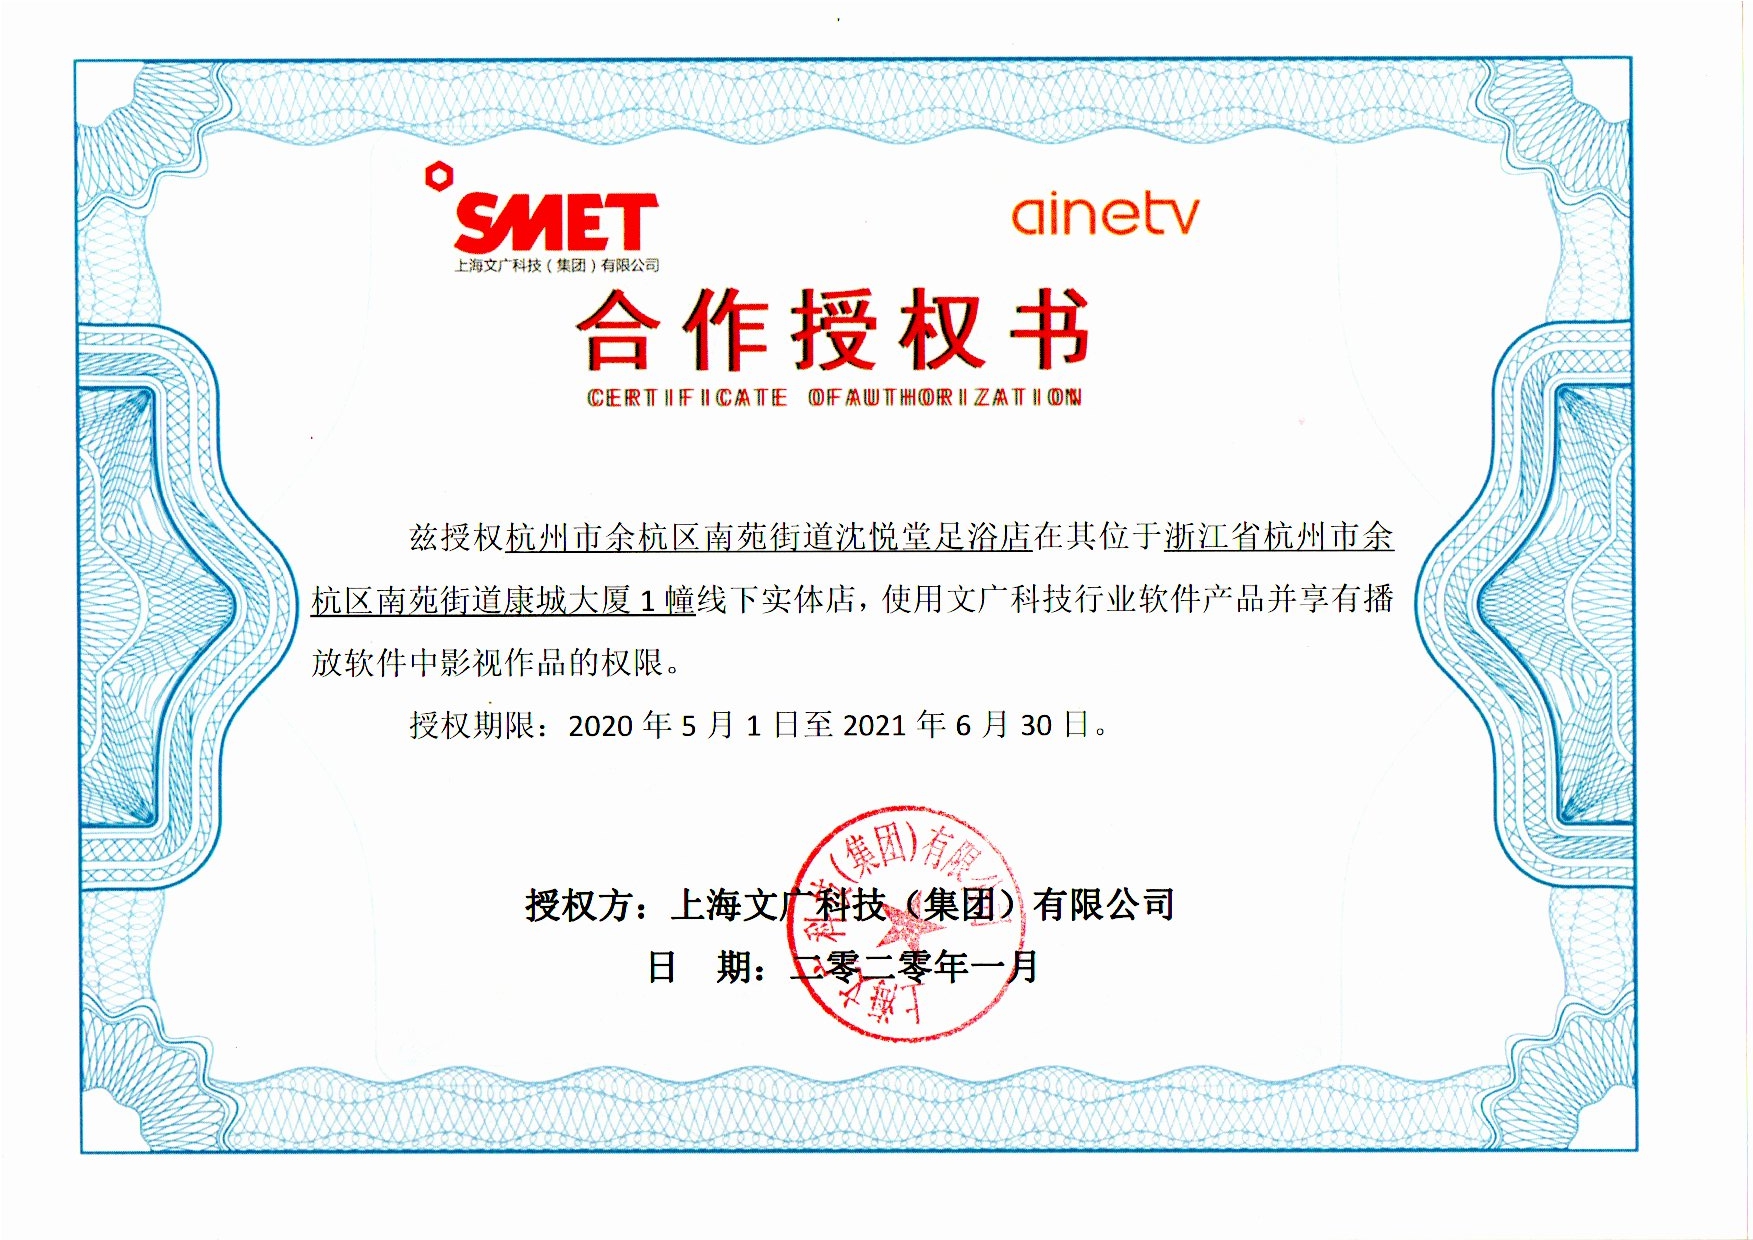 SMET
ainetv
上海文广科技（集团）有限公司
合作授权书
CERTIFICATE OFAUTHORIZATION
兹授权杭州市余杭区南苑街道沈悦堂足浴店在其位于浙江省杭州市余
杭区南苑街道康城大厦1幢线下实体店，使用文广科技行业软件产品并享有播
放软件中影视作品的权限。
授权期限：2020年5月1日至2021年6月30日。
授权方：上海文广科技（集团）有限公司
日 期：二零二零年一月
上海文广科技(集团)有限公司